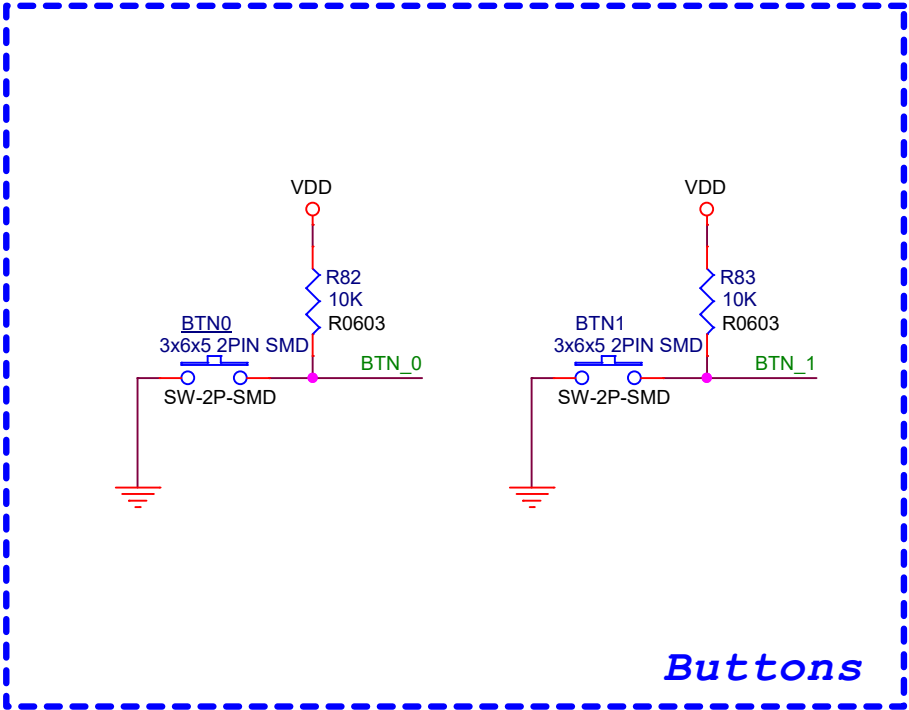 VDD
R82
10K
R0603
BTN0
3x6x5 2PIN SMD
BTN_0
SW-2P-SMD
VDD
R83
10K
R0603
BTN1
3x6x5 2PIN SMD
BTN_1
SW-2P-SMD
Buttons